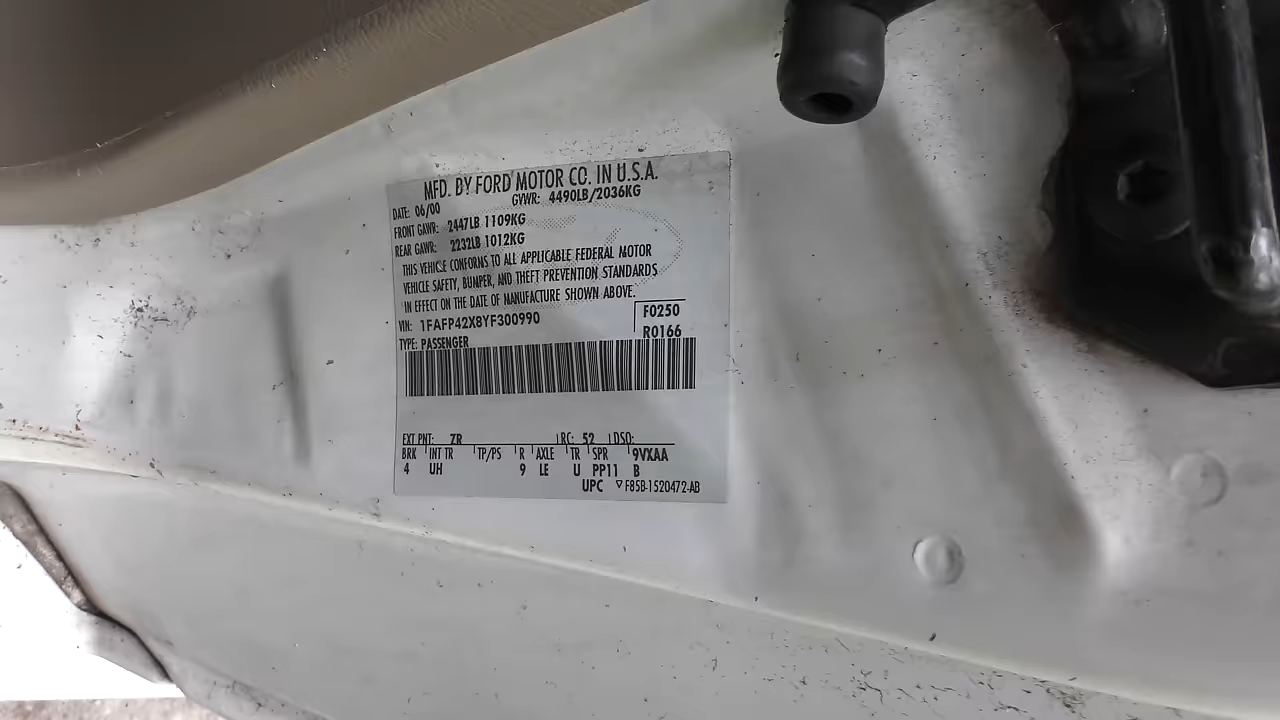 MFD. BY FORD MOTOR CO. IN U.S.A.
DATE: 06/00 GVWR: 4490LB/2036KG
FRONT GAWR: 2447LB 1109KG
REAR GAWR: 2232LB 1012KG
THIS VEHICLE CONFORMS TO ALL APPLICABLE FEDERAL MOTOR
VEHICLE SAFETY, BUMPER, AND THEFT PREVENTION STANDARDS
IN EFFECT ON THE DATE OF MANUFACTURE SHOWN ABOVE.
VIN: 1FAFP42X8YF300990 F0250
TYPE: PASSENGER R0166
EXT PNT: ZR RC: 52 DSO:
BRK INT TR TP/PS R AXLE TR SPR 9VXAA
4 UH 9 LE U PP11 B
UPC F85B-1520472-AB